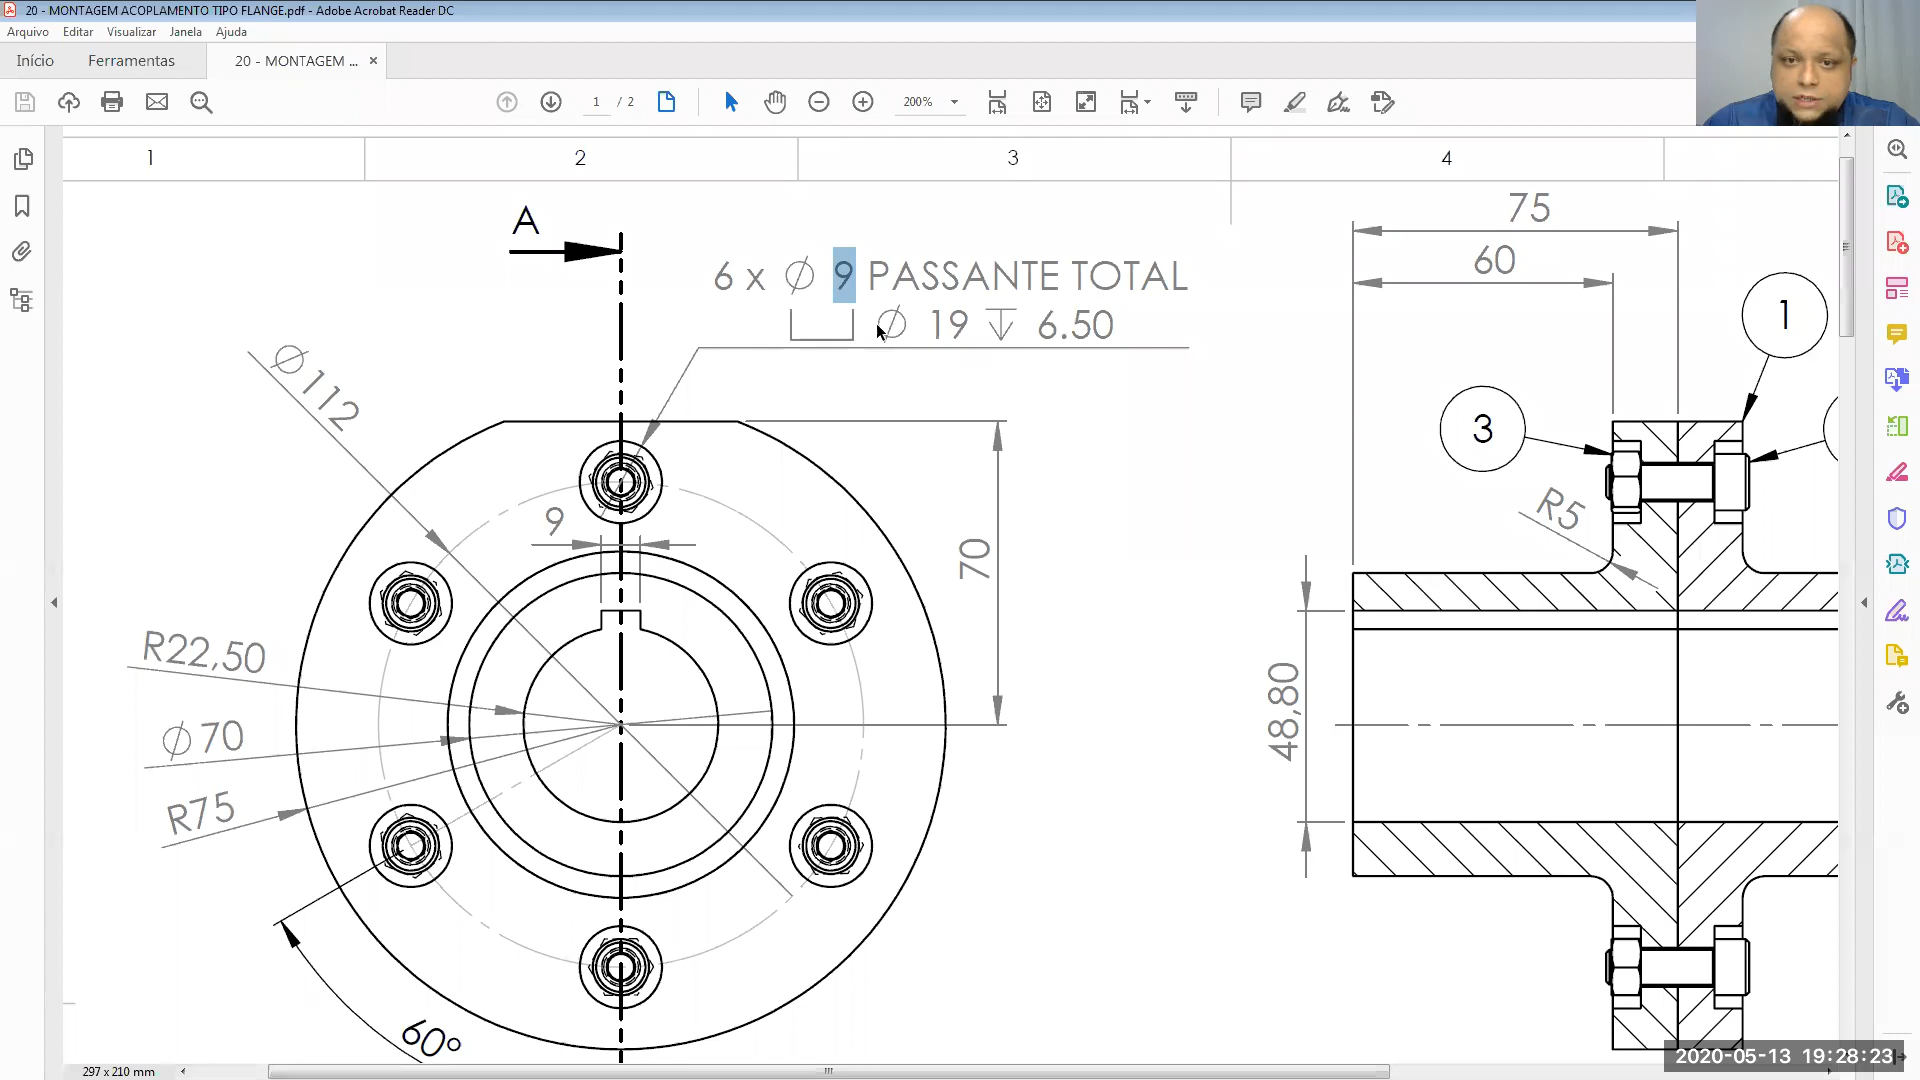 20 - MONTAGEM ACOPLAMENTO TIPO FLANGE.pdf - Adobe Acrobat Reader DC
Arquivo Editar Visualizar Janela Ajuda
Início Ferramentas 20 - MONTAGEM ... ×
1 / 2 200%
1 2 3 4
A
75
60
6 x ∅ 9 PASSANTE TOTAL
⌴ ∅ 19 ↧ 6.50
1
3
∅112
9
70
R5
R22,50
∅70
R75
48,80
60°
297 x 210 mm
2020-05-13 19:28:23